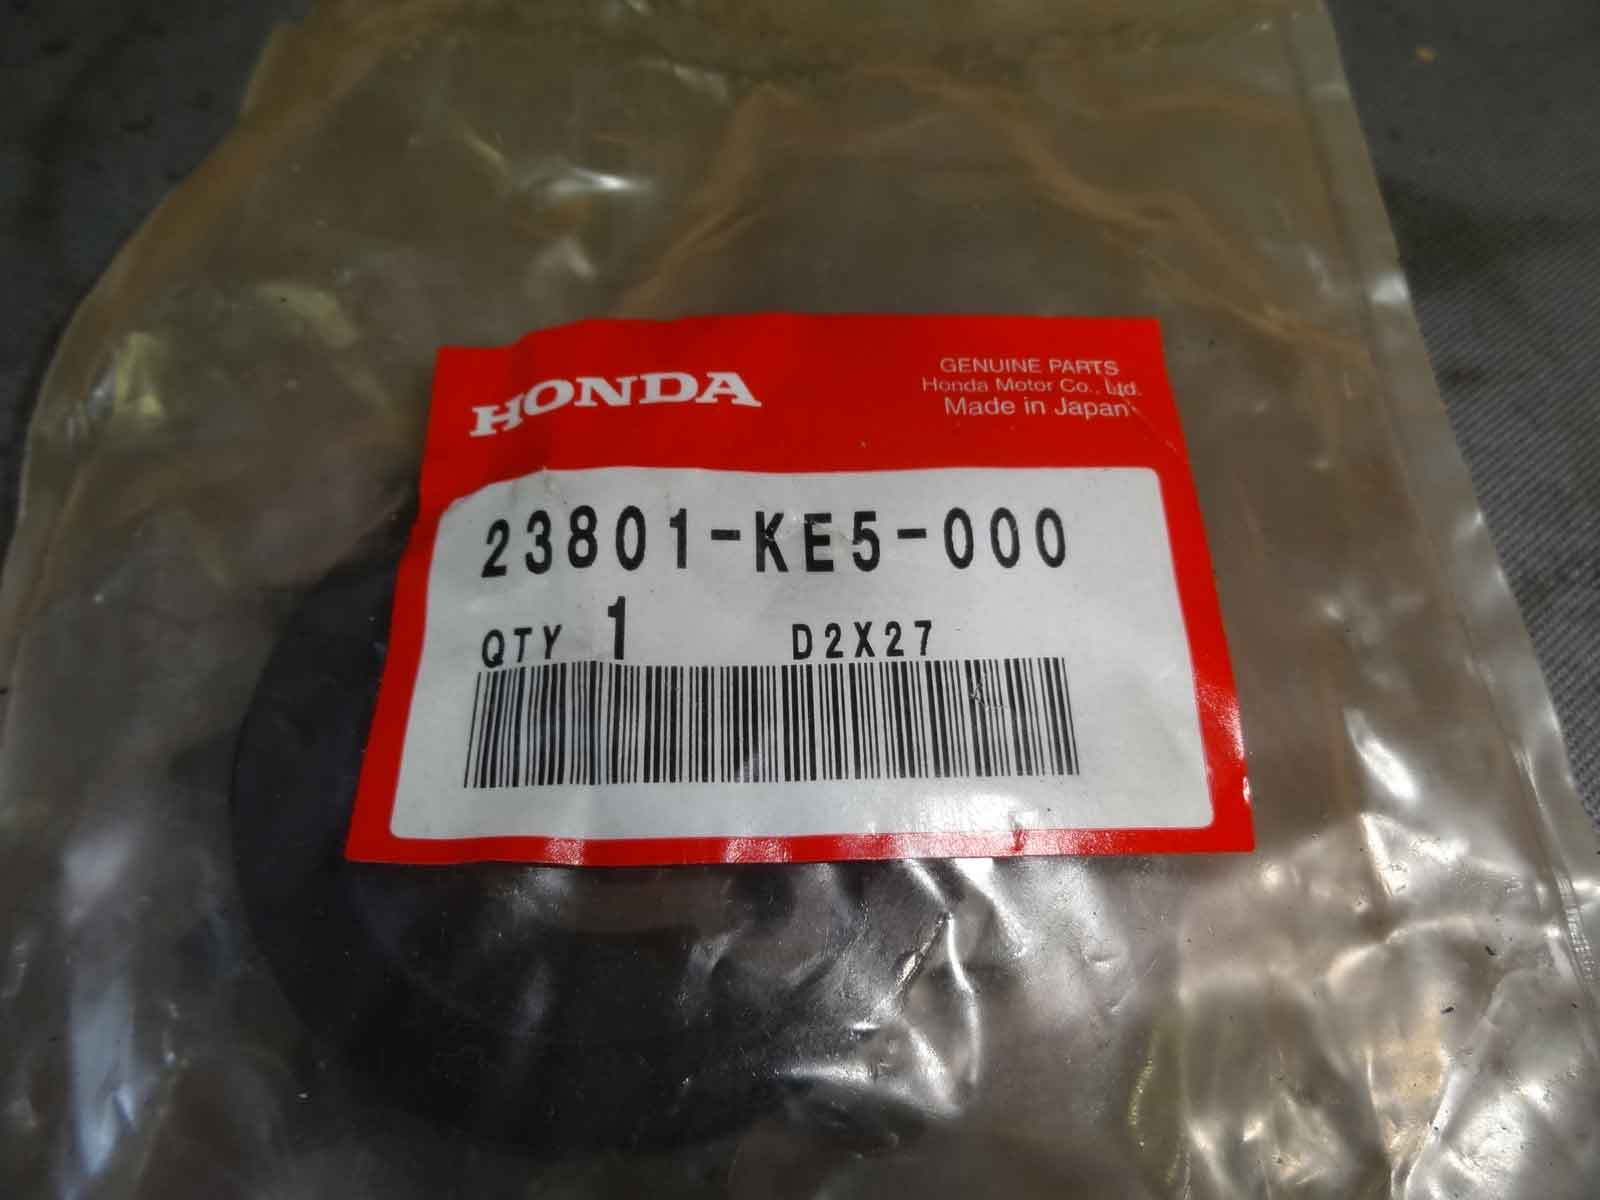 HONDA
GENUINE PARTS
Honda Motor Co., Ltd.
Made in Japan
23801-KE5-000
QTY 1 D2X27